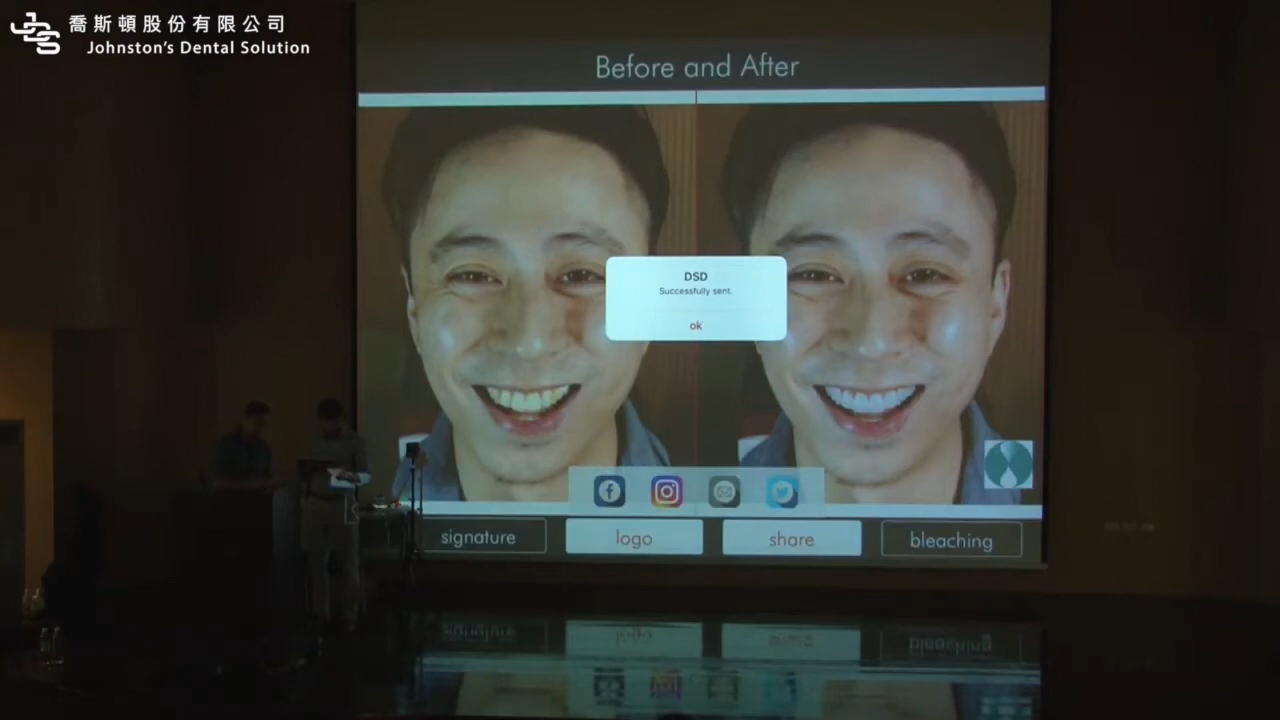 喬斯頓股份有限公司
Johnston's Dental Solution
Before and After
DSD
Successfully sent.
ok
signature
logo
share
bleaching